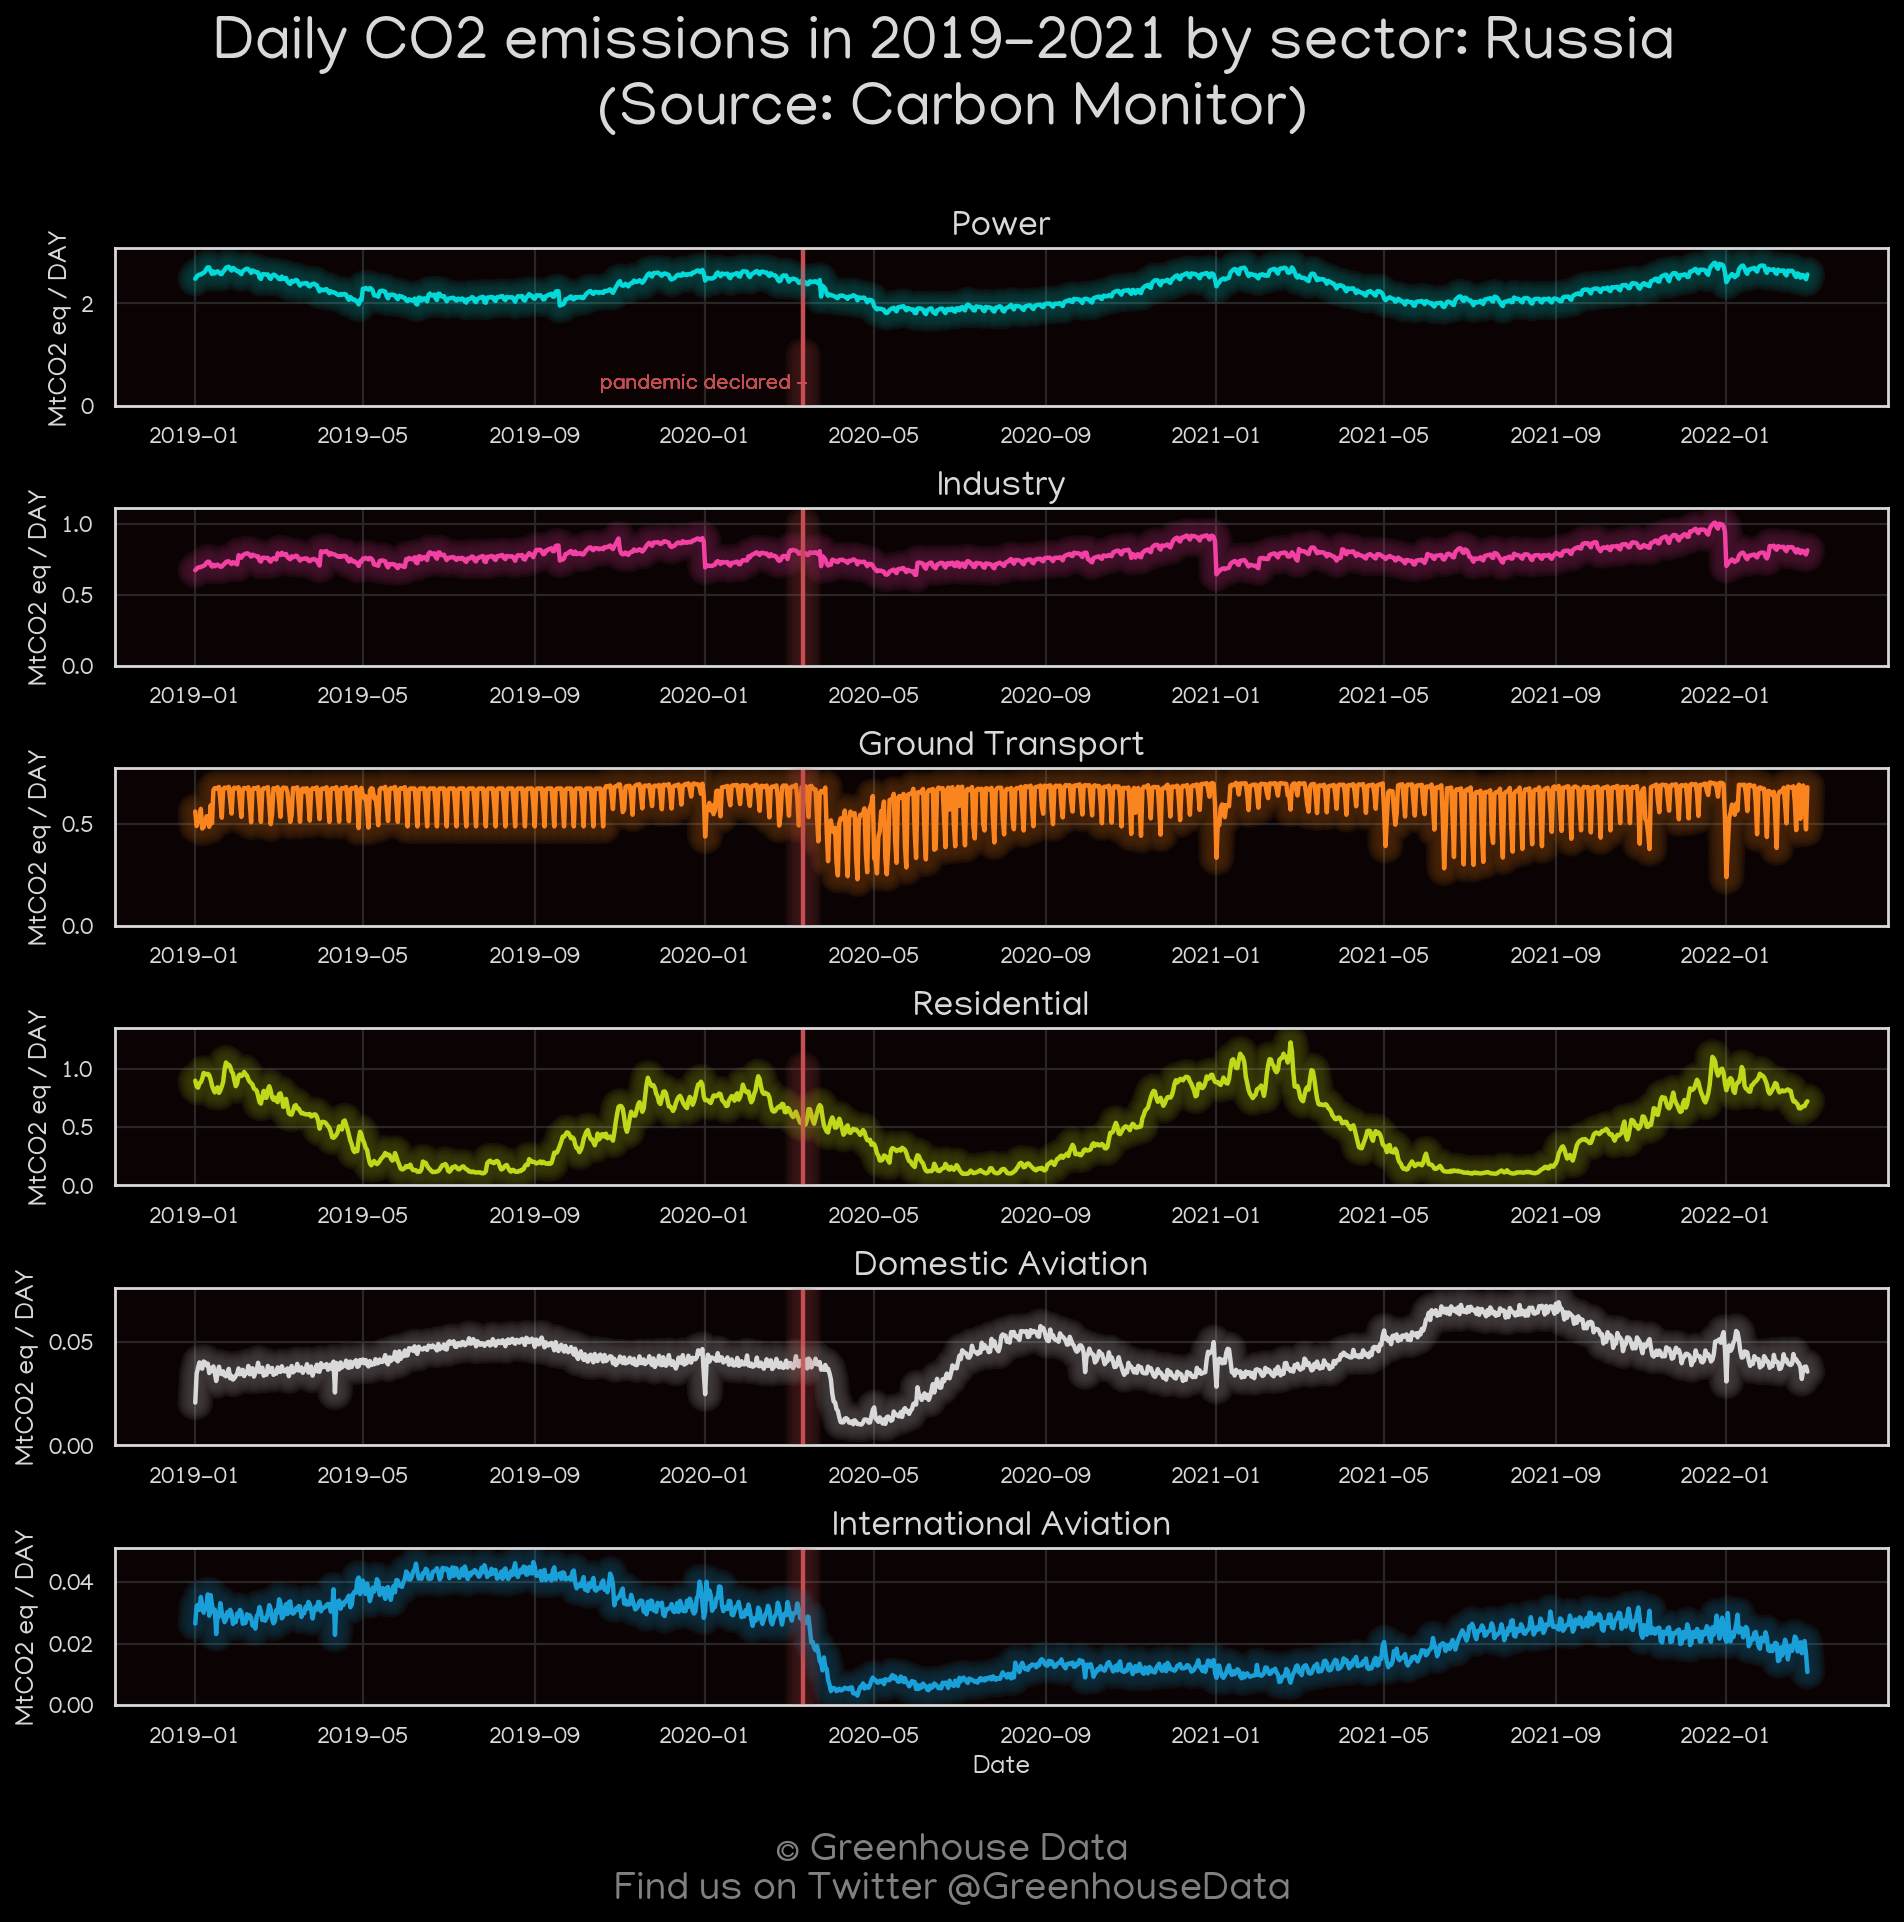 Daily CO2 emissions in 2019-2021 by sector: Russia
(Source: Carbon Monitor)
Power
MtCO2 eq / DAY
2
0
pandemic declared -
2019-01 2019-05 2019-09 2020-01 2020-05 2020-09 2021-01 2021-05 2021-09 2022-01
Industry
MtCO2 eq / DAY
1.0
0.5
0.0
2019-01 2019-05 2019-09 2020-01 2020-05 2020-09 2021-01 2021-05 2021-09 2022-01
Ground Transport
MtCO2 eq / DAY
0.5
0.0
2019-01 2019-05 2019-09 2020-01 2020-05 2020-09 2021-01 2021-05 2021-09 2022-01
Residential
MtCO2 eq / DAY
1.0
0.5
0.0
2019-01 2019-05 2019-09 2020-01 2020-05 2020-09 2021-01 2021-05 2021-09 2022-01
Domestic Aviation
MtCO2 eq / DAY
0.05
0.00
2019-01 2019-05 2019-09 2020-01 2020-05 2020-09 2021-01 2021-05 2021-09 2022-01
International Aviation
MtCO2 eq / DAY
0.04
0.02
0.00
2019-01 2019-05 2019-09 2020-01 2020-05 2020-09 2021-01 2021-05 2021-09 2022-01
Date
© Greenhouse Data
Find us on Twitter @GreenhouseData